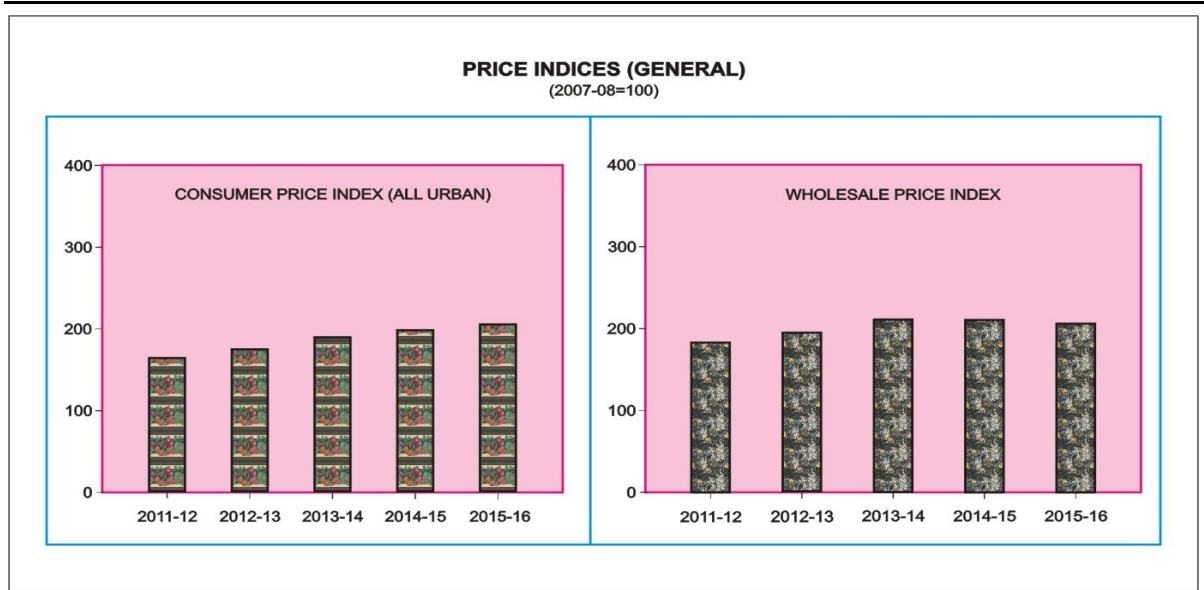 PRICE INDICES (GENERAL)
(2007-08=100)
CONSUMER PRICE INDEX (ALL URBAN)
400
300
200
100
0
2011-12 2012-13 2013-14 2014-15 2015-16
WHOLESALE PRICE INDEX
400
300
200
100
0
2011-12 2012-13 2013-14 2014-15 2015-16